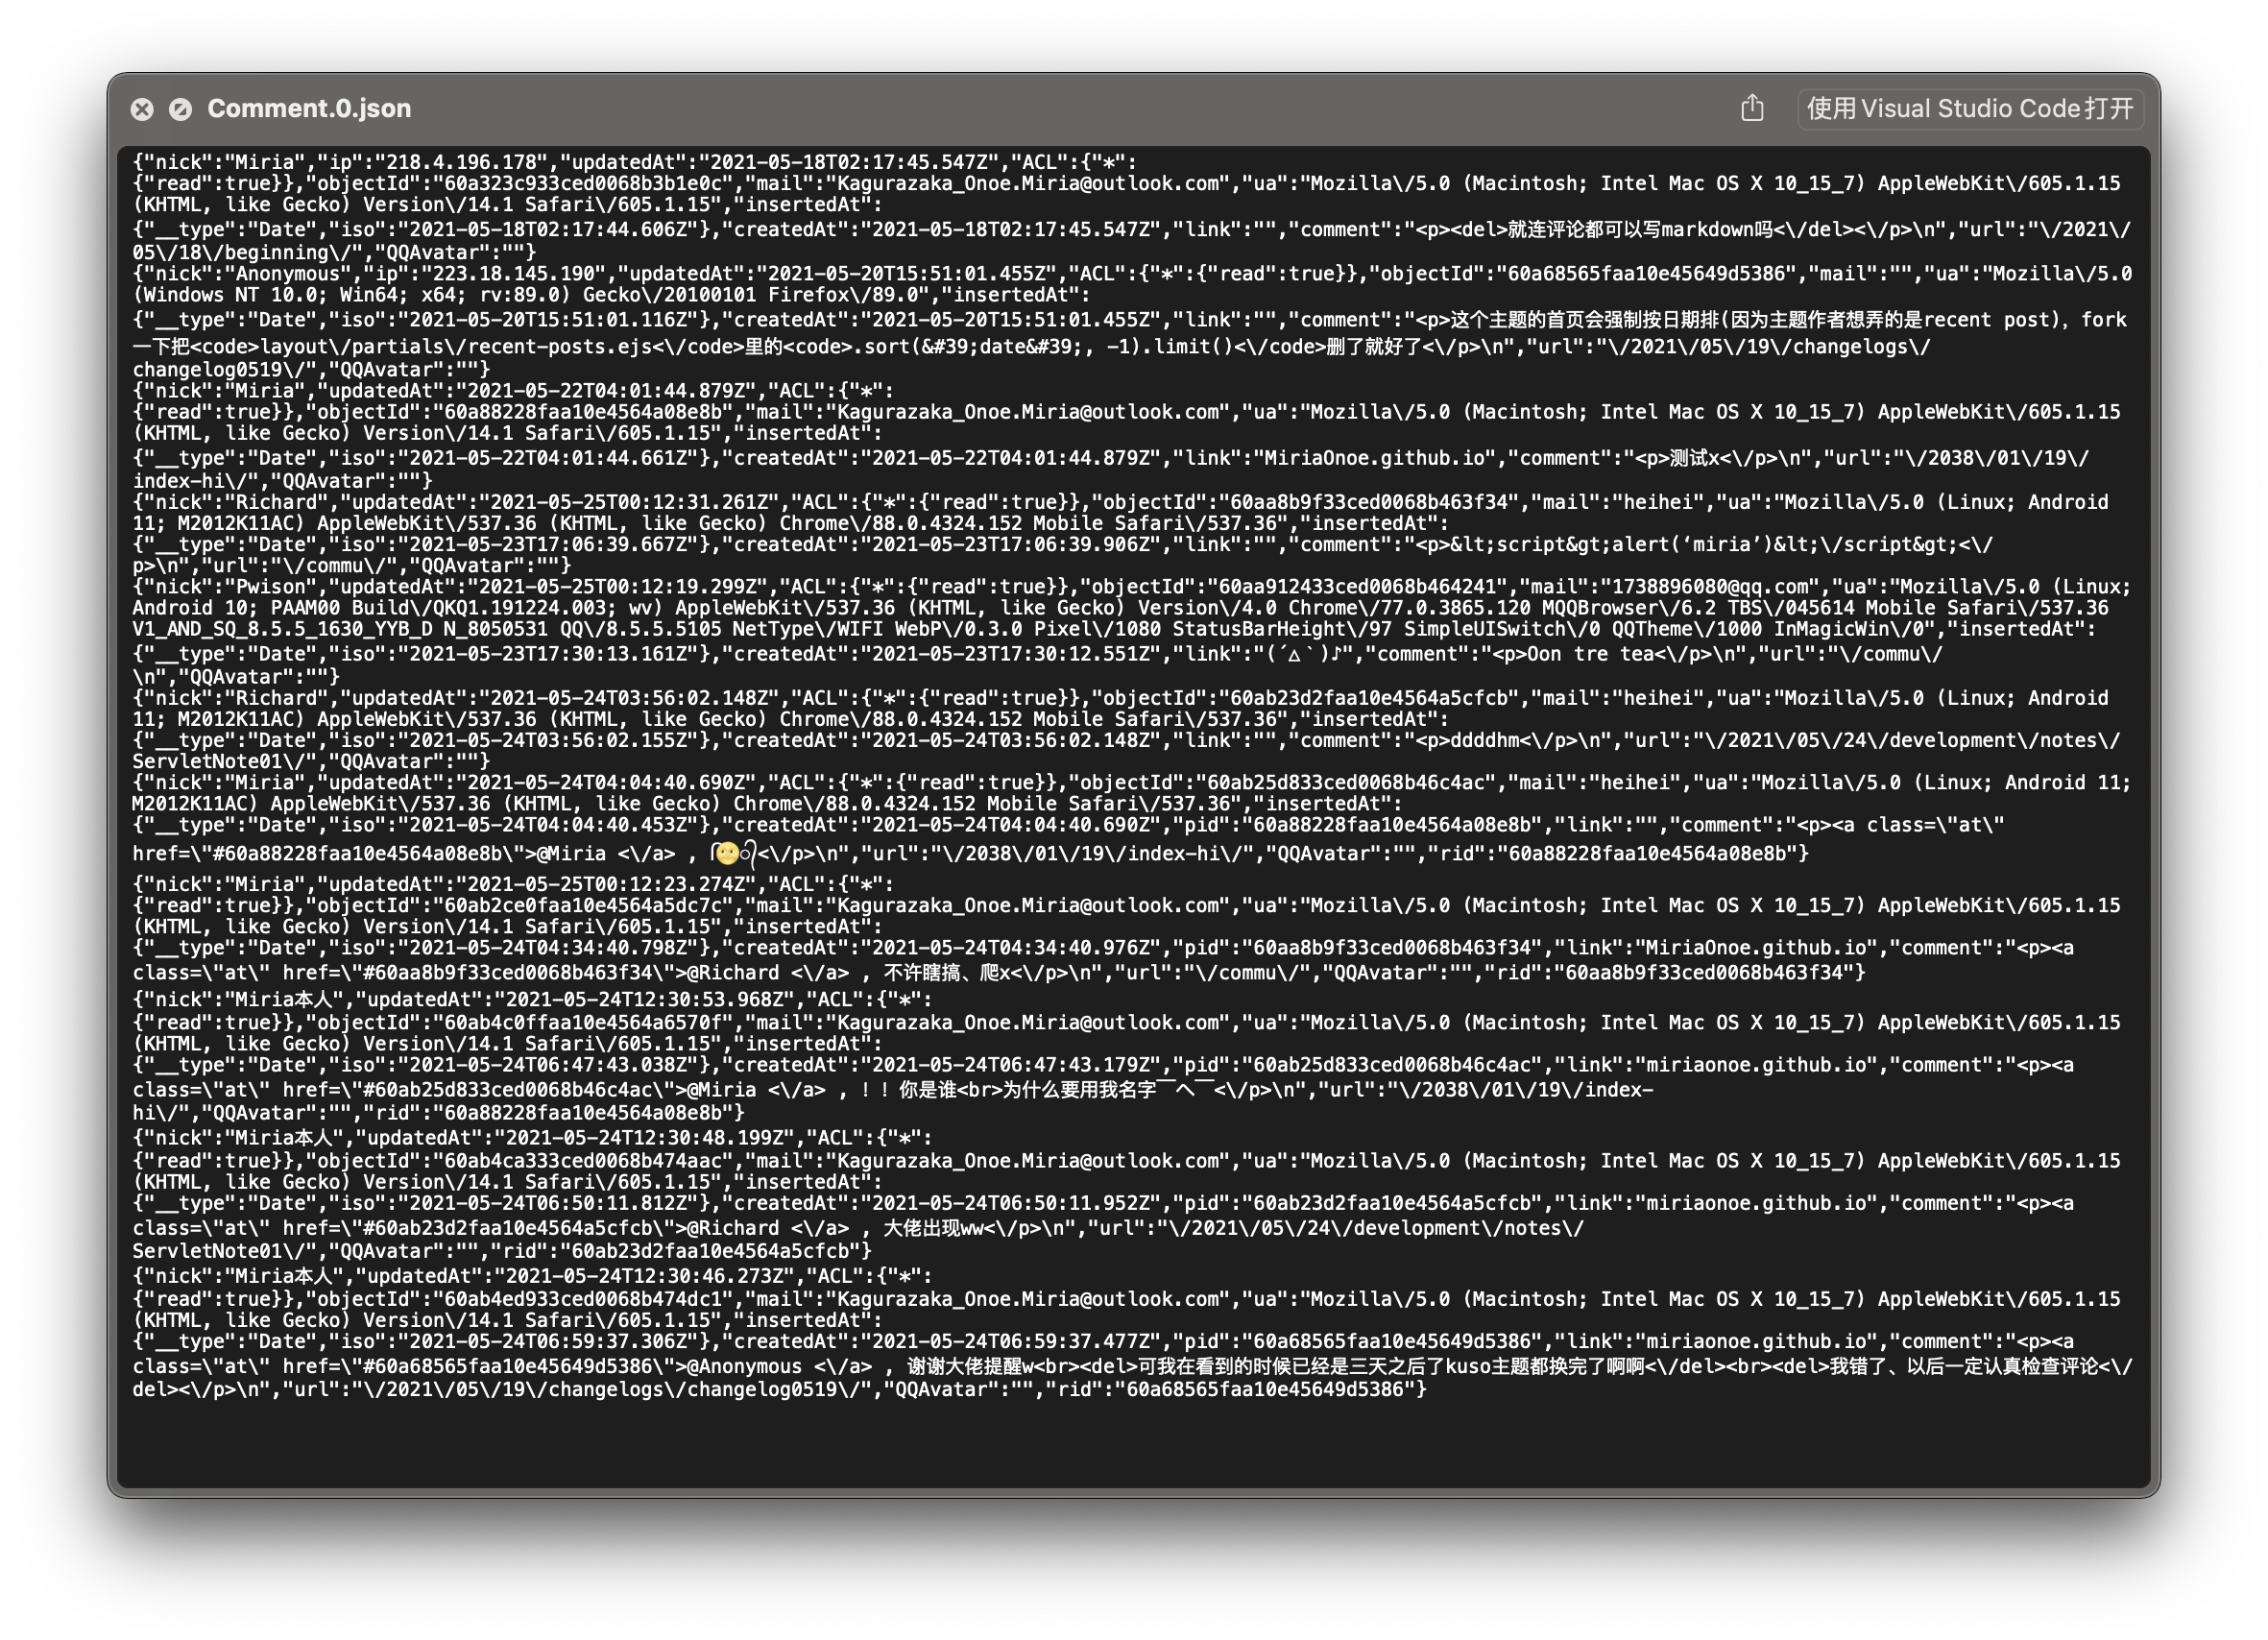 Comment.0.json
使用Visual Studio Code打开
{"nick":"Miria","ip":"218.4.196.178","updatedAt":"2021-05-18T02:17:45.547Z","ACL":{"*":
{"read":true}},"objectId":"60a323c933ced0068b3b1e0c","mail":"Kagurazaka_Onoe.Miria@outlook.com","ua":"Mozilla\/5.0 (Macintosh; Intel Mac OS X 10_15_7) AppleWebKit\/605.1.15
(KHTML, like Gecko) Version\/14.1 Safari\/605.1.15","insertedAt":
{"__type":"Date","iso":"2021-05-18T02:17:44.606Z"},"createdAt":"2021-05-18T02:17:45.547Z","link":"","comment":"<p><del>就连评论都可以写markdown吗<\/del><\/p>\n","url":"\/2021\/
05\/18\/beginning\/","QQAvatar":""}
{"nick":"Anonymous","ip":"223.18.145.190","updatedAt":"2021-05-20T15:51:01.455Z","ACL":{"*":{"read":true}},"objectId":"60a68565faa10e45649d5386","mail":"","ua":"Mozilla\/5.0
(Windows NT 10.0; Win64; x64; rv:89.0) Gecko\/20100101 Firefox\/89.0","insertedAt":
{"__type":"Date","iso":"2021-05-20T15:51:01.116Z"},"createdAt":"2021-05-20T15:51:01.455Z","link":"","comment":"<p>这个主题的首页会强制按日期排(因为主题作者想弄的是recent post)，fork
一下把<code>layout\/partials\/recent-posts.ejs<\/code>里的<code>.sort(&#39;date&#39;, -1).limit()<\/code>删了就好了<\/p>\n","url":"\/2021\/05\/19\/changelogs\/
changelog0519\/","QQAvatar":""}
{"nick":"Miria","updatedAt":"2021-05-22T04:01:44.879Z","ACL":{"*":
{"read":true}},"objectId":"60a88228faa10e4564a08e8b","mail":"Kagurazaka_Onoe.Miria@outlook.com","ua":"Mozilla\/5.0 (Macintosh; Intel Mac OS X 10_15_7) AppleWebKit\/605.1.15
(KHTML, like Gecko) Version\/14.1 Safari\/605.1.15","insertedAt":
{"__type":"Date","iso":"2021-05-22T04:01:44.661Z"},"createdAt":"2021-05-22T04:01:44.879Z","link":"MiriaOnoe.github.io","comment":"<p>测试x<\/p>\n","url":"\/2038\/01\/19\/
index-hi\/","QQAvatar":""}
{"nick":"Richard","updatedAt":"2021-05-25T00:12:31.261Z","ACL":{"*":{"read":true}},"objectId":"60aa8b9f33ced0068b463f34","mail":"heihei","ua":"Mozilla\/5.0 (Linux; Android
11; M2012K11AC) AppleWebKit\/537.36 (KHTML, like Gecko) Chrome\/88.0.4324.152 Mobile Safari\/537.36","insertedAt":
{"__type":"Date","iso":"2021-05-23T17:06:39.667Z"},"createdAt":"2021-05-23T17:06:39.906Z","link":"","comment":"<p>&lt;script&gt;alert(‘miria’)&lt;\/script&gt;<\/
p>\n","url":"\/commu\/","QQAvatar":""}
{"nick":"Pwison","updatedAt":"2021-05-25T00:12:19.299Z","ACL":{"*":{"read":true}},"objectId":"60aa912433ced0068b464241","mail":"1738896080@qq.com","ua":"Mozilla\/5.0 (Linux;
Android 10; PAAM00 Build\/QKQ1.191224.003; wv) AppleWebKit\/537.36 (KHTML, like Gecko) Version\/4.0 Chrome\/77.0.3865.120 MQQBrowser\/6.2 TBS\/045614 Mobile Safari\/537.36
V1_AND_SQ_8.5.5_1630_YYB_D N_8050531 QQ\/8.5.5.5105 NetType\/WIFI WebP\/0.3.0 Pixel\/1080 StatusBarHeight\/97 SimpleUISwitch\/0 QQTheme\/1000 InMagicWin\/0","insertedAt":
{"__type":"Date","iso":"2021-05-23T17:30:13.161Z"},"createdAt":"2021-05-23T17:30:12.551Z","link":"(´△｀)♪","comment":"<p>Oon tre tea<\/p>\n","url":"\/commu\/
\n","QQAvatar":""}
{"nick":"Richard","updatedAt":"2021-05-24T03:56:02.148Z","ACL":{"*":{"read":true}},"objectId":"60ab23d2faa10e4564a5cfcb","mail":"heihei","ua":"Mozilla\/5.0 (Linux; Android
11; M2012K11AC) AppleWebKit\/537.36 (KHTML, like Gecko) Chrome\/88.0.4324.152 Mobile Safari\/537.36","insertedAt":
{"__type":"Date","iso":"2021-05-24T03:56:02.155Z"},"createdAt":"2021-05-24T03:56:02.148Z","link":"","comment":"<p>ddddhm<\/p>\n","url":"\/2021\/05\/24\/development\/notes\/
ServletNote01\/","QQAvatar":""}
{"nick":"Miria","updatedAt":"2021-05-24T04:04:40.690Z","ACL":{"*":{"read":true}},"objectId":"60ab25d833ced0068b46c4ac","mail":"heihei","ua":"Mozilla\/5.0 (Linux; Android 11;
M2012K11AC) AppleWebKit\/537.36 (KHTML, like Gecko) Chrome\/88.0.4324.152 Mobile Safari\/537.36","insertedAt":
{"__type":"Date","iso":"2021-05-24T04:04:40.453Z"},"createdAt":"2021-05-24T04:04:40.690Z","pid":"60a88228faa10e4564a08e8b","link":"","comment":"<p><a class=\"at\"
href=\"#60a88228faa10e4564a08e8b\">@Miria <\/a> , ᥬ🌝᭄<\/p>\n","url":"\/2038\/01\/19\/index-hi\/","QQAvatar":"","rid":"60a88228faa10e4564a08e8b"}
{"nick":"Miria","updatedAt":"2021-05-25T00:12:23.274Z","ACL":{"*":
{"read":true}},"objectId":"60ab2ce0faa10e4564a5dc7c","mail":"Kagurazaka_Onoe.Miria@outlook.com","ua":"Mozilla\/5.0 (Macintosh; Intel Mac OS X 10_15_7) AppleWebKit\/605.1.15
(KHTML, like Gecko) Version\/14.1 Safari\/605.1.15","insertedAt":
{"__type":"Date","iso":"2021-05-24T04:34:40.798Z"},"createdAt":"2021-05-24T04:34:40.976Z","pid":"60aa8b9f33ced0068b463f34","link":"MiriaOnoe.github.io","comment":"<p><a
class=\"at\" href=\"#60aa8b9f33ced0068b463f34\">@Richard <\/a> , 不许瞎搞、爬x<\/p>\n","url":"\/commu\/","QQAvatar":"","rid":"60aa8b9f33ced0068b463f34"}
{"nick":"Miria本人","updatedAt":"2021-05-24T12:30:53.968Z","ACL":{"*":
{"read":true}},"objectId":"60ab4c0ffaa10e4564a6570f","mail":"Kagurazaka_Onoe.Miria@outlook.com","ua":"Mozilla\/5.0 (Macintosh; Intel Mac OS X 10_15_7) AppleWebKit\/605.1.15
(KHTML, like Gecko) Version\/14.1 Safari\/605.1.15","insertedAt":
{"__type":"Date","iso":"2021-05-24T06:47:43.038Z"},"createdAt":"2021-05-24T06:47:43.179Z","pid":"60ab25d833ced0068b46c4ac","link":"miriaonoe.github.io","comment":"<p><a
class=\"at\" href=\"#60ab25d833ced0068b46c4ac\">@Miria <\/a> , ！！你是谁<br>为什么要用我名字￣へ￣<\/p>\n","url":"\/2038\/01\/19\/index-
hi\/","QQAvatar":"","rid":"60a88228faa10e4564a08e8b"}
{"nick":"Miria本人","updatedAt":"2021-05-24T12:30:48.199Z","ACL":{"*":
{"read":true}},"objectId":"60ab4ca333ced0068b474aac","mail":"Kagurazaka_Onoe.Miria@outlook.com","ua":"Mozilla\/5.0 (Macintosh; Intel Mac OS X 10_15_7) AppleWebKit\/605.1.15
(KHTML, like Gecko) Version\/14.1 Safari\/605.1.15","insertedAt":
{"__type":"Date","iso":"2021-05-24T06:50:11.812Z"},"createdAt":"2021-05-24T06:50:11.952Z","pid":"60ab23d2faa10e4564a5cfcb","link":"miriaonoe.github.io","comment":"<p><a
class=\"at\" href=\"#60ab23d2faa10e4564a5cfcb\">@Richard <\/a> , 大佬出现ww<\/p>\n","url":"\/2021\/05\/24\/development\/notes\/
ServletNote01\/","QQAvatar":"","rid":"60ab23d2faa10e4564a5cfcb"}
{"nick":"Miria本人","updatedAt":"2021-05-24T12:30:46.273Z","ACL":{"*":
{"read":true}},"objectId":"60ab4ed933ced0068b474dc1","mail":"Kagurazaka_Onoe.Miria@outlook.com","ua":"Mozilla\/5.0 (Macintosh; Intel Mac OS X 10_15_7) AppleWebKit\/605.1.15
(KHTML, like Gecko) Version\/14.1 Safari\/605.1.15","insertedAt":
{"__type":"Date","iso":"2021-05-24T06:59:37.306Z"},"createdAt":"2021-05-24T06:59:37.477Z","pid":"60a68565faa10e45649d5386","link":"miriaonoe.github.io","comment":"<p><a
class=\"at\" href=\"#60a68565faa10e45649d5386\">@Anonymous <\/a> , 谢谢大佬提醒w<br><del>可我在看到的时候已经是三天之后了kuso主题都换完了啊啊<\/del><br><del>我错了、以后一定认真检查评论<\/
del><\/p>\n","url":"\/2021\/05\/19\/changelogs\/changelog0519\/","QQAvatar":"","rid":"60a68565faa10e45649d5386"}